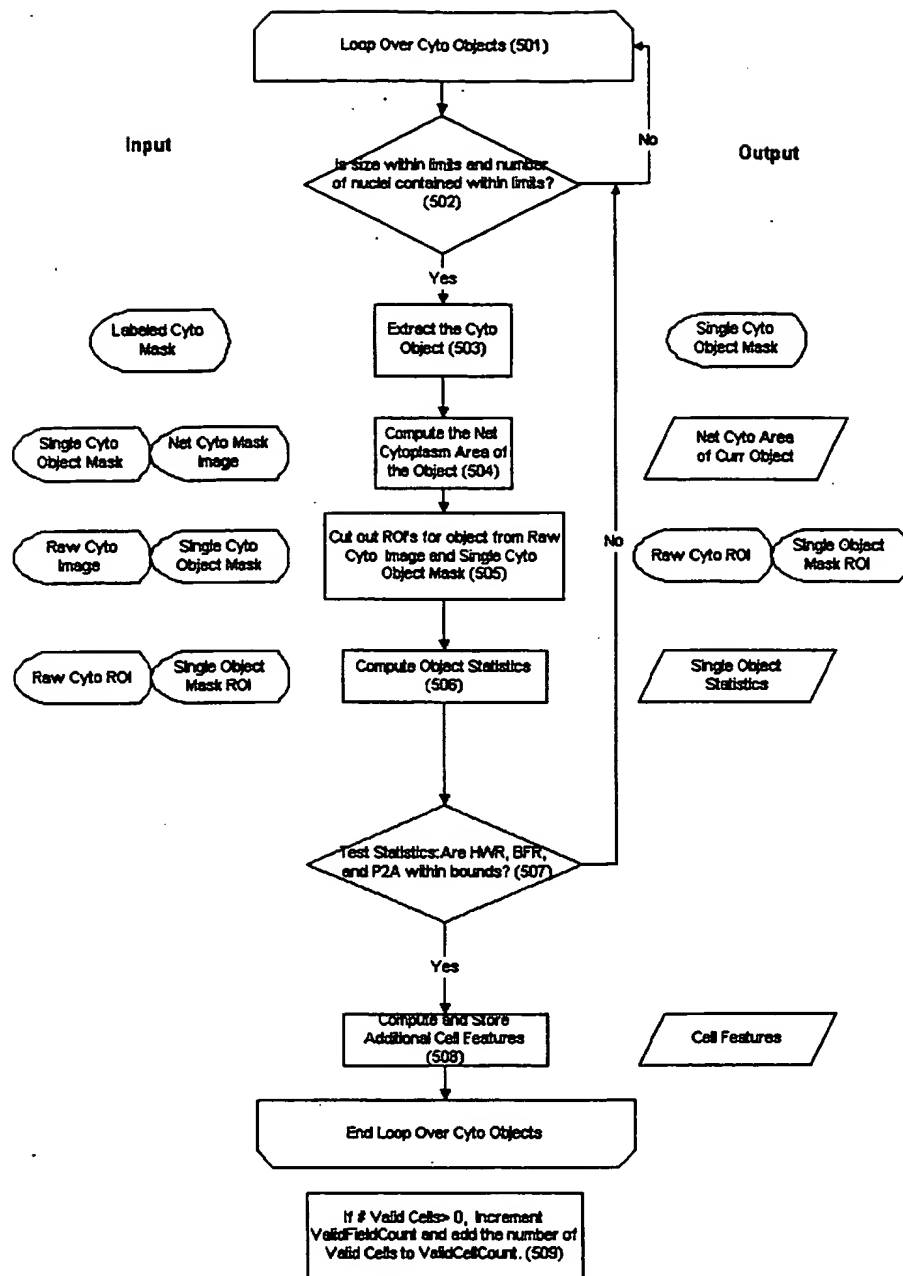 Loop Over Cyto Objects (501)
Input
No
Output
Is size within limits and number
of nuclei contained within limits?
(502)
Yes
Labeled Cyto
Mask
Extract the Cyto
Object (503)
Single Cyto
Object Mask
Single Cyto
Object Mask
Net Cyto Mask
Image
Compute the Net
Cytoplasm Area of
the Object (504)
Net Cyto Area
of Curr Object
Raw Cyto
Image
Single Cyto
Object Mask
Cut out ROI's for object from Raw
Cyto Image and Single Cyto
Object Mask (505)
No
Raw Cyto ROI
Single Object
Mask ROI
Raw Cyto ROI
Single Object
Mask ROI
Compute Object Statistics
(506)
Single Object
Statistics
Test Statistics:Are HWR, BFR,
and P2A within bounds? (507)
Yes
Compute and Store
Additional Cell Features
(508)
Cell Features
End Loop Over Cyto Objects
If # Valid Cells> 0, Increment
ValidFieldCount and add the number of
Valid Cells to ValidCellCount. (509)